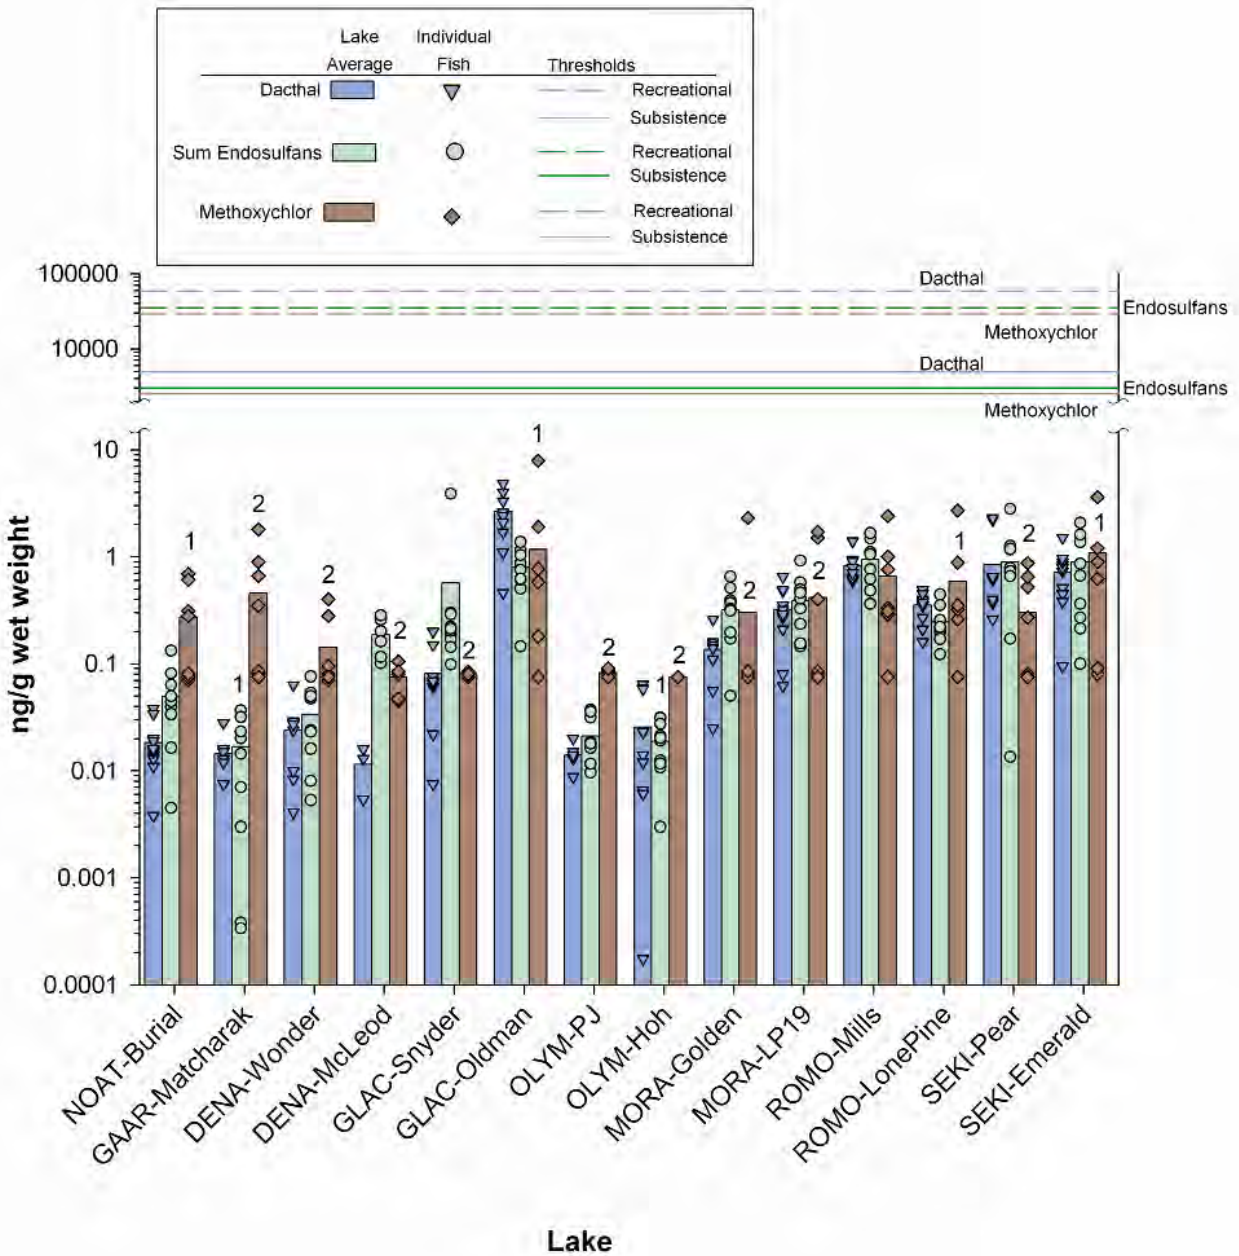 Lake Individual
Average Fish Thresholds
Dacthal Recreational
Subsistence
Sum Endosulfans Recreational
Subsistence
Methoxychlor Recreational
Subsistence
100000
Dacthal
Endosulfans
Methoxychlor
10000
Dacthal
Endosulfans
Methoxychlor
10
1
0.1
0.01
0.001
0.0001
ng/g wet weight
1
2
1
2
2
2
1
2
1
2
2
2
1
2
1
NOAT-Burial
GAAR-Matcharak
DENA-Wonder
DENA-McLeod
GLAC-Snyder
GLAC-Oldman
OLYM-PJ
OLYM-Hoh
MORA-Golden
MORA-LP19
ROMO-Mills
ROMO-LonePine
SEKI-Pear
SEKI-Emerald
Lake